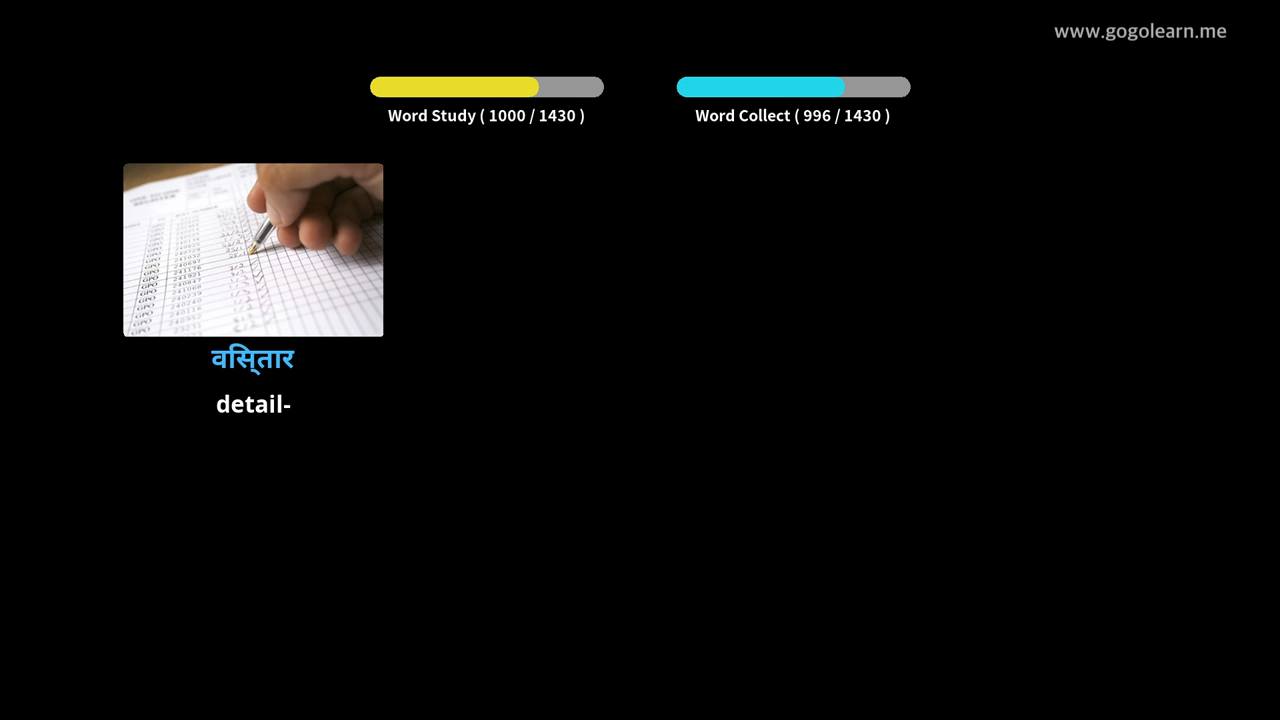 www.gogolearn.me
Word Study ( 1000 / 1430 )
Word Collect ( 996 / 1430 )
वसि्तार
detail-